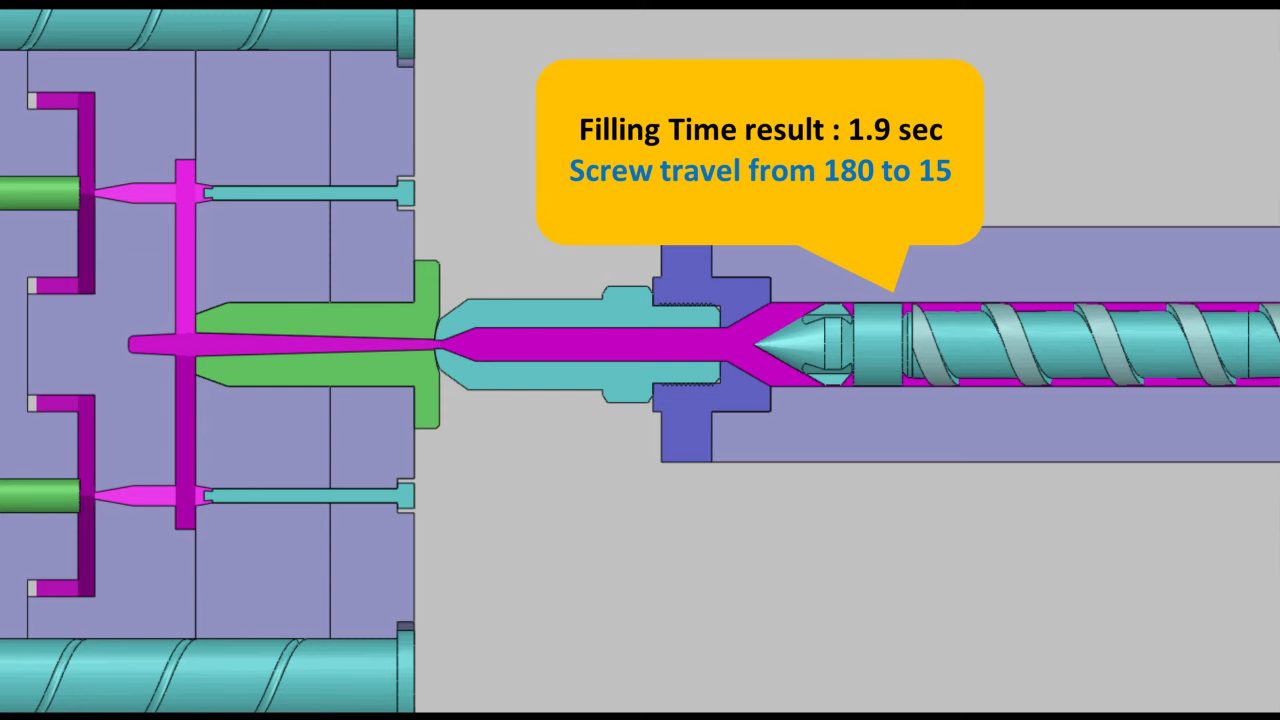 Filling Time result : 1.9 sec
Screw travel from 180 to 15